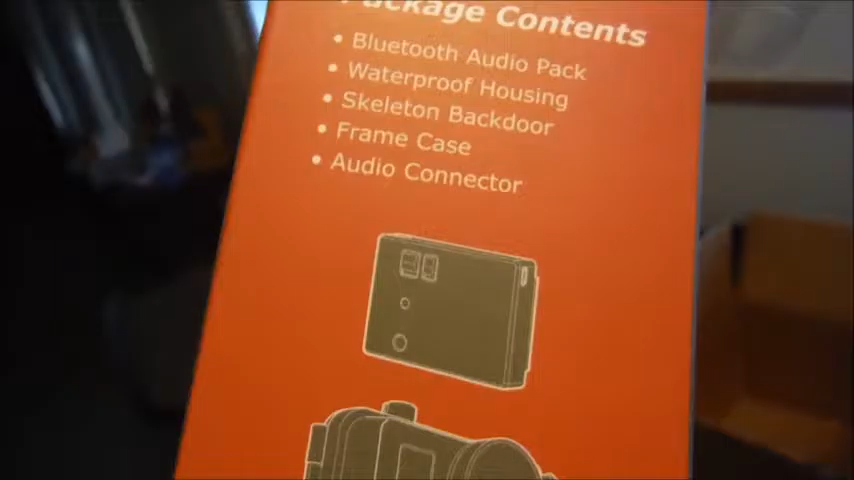 Package Contents
• Bluetooth Audio Pack
• Waterproof Housing
• Skeleton Backdoor
• Frame Case
• Audio Connector